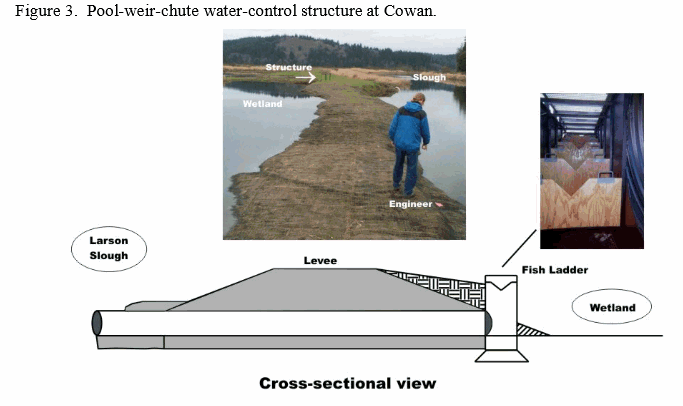 Figure 3.  Pool-weir-chute water-control structure at Cowan.
Structure
Slough
Wetland
Engineer
Larson
Slough
Levee
Fish Ladder
Wetland
Cross-sectional view